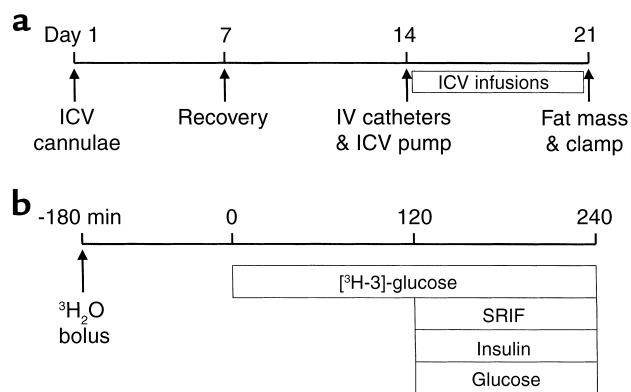 a
Day 1 7 14 21
ICV infusions
ICV
cannulae
Recovery
IV catheters
& ICV pump
Fat mass
& clamp
b
-180 min 0 120 240
[³H-3]-glucose
³H₂O
bolus
SRIF
Insulin
Glucose